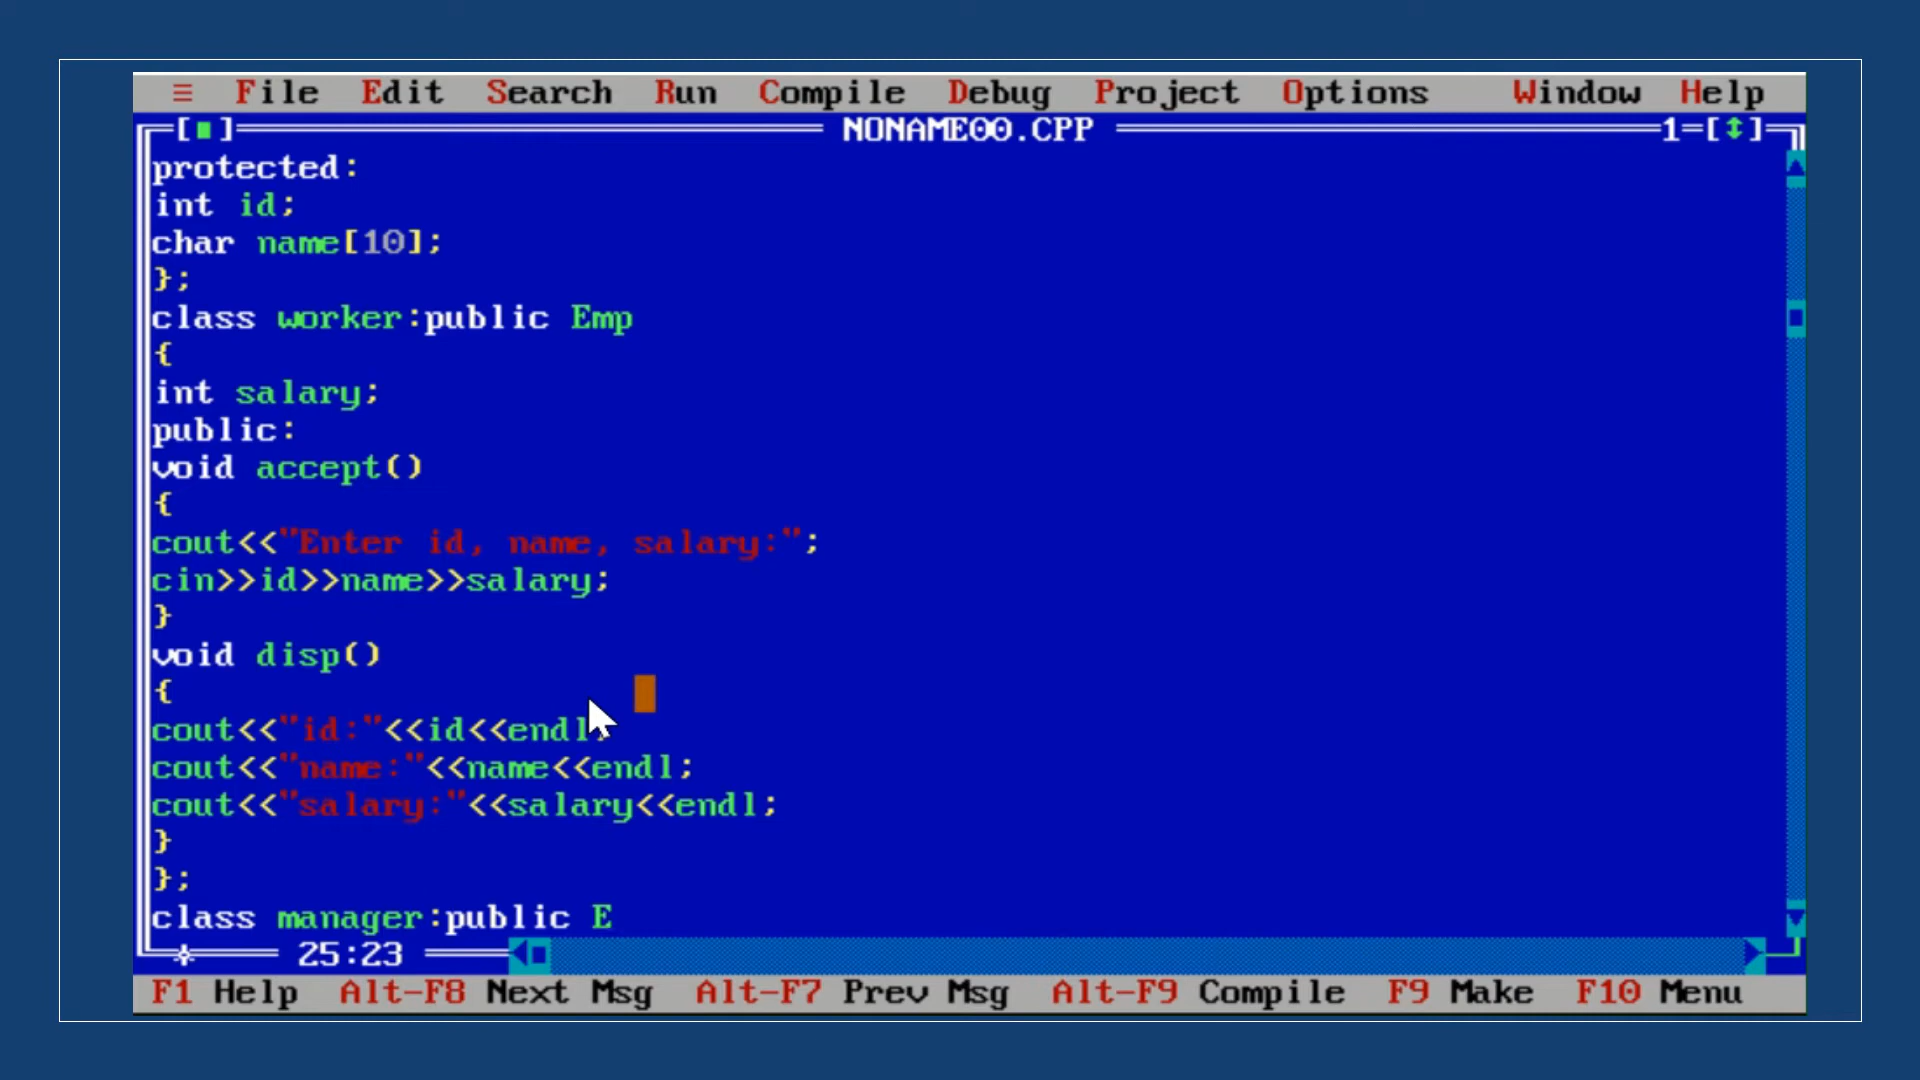 ≡ File Edit Search Run Compile Debug Project Options Window Help
[■] NONAME00.CPP 1=[↕]
protected:
int id;
char name[10];
};
class worker:public Emp
{
int salary;
public:
void accept()
{
cout<<"Enter id, name, salary:";
cin>>id>>name>>salary;
}
void disp()
{
cout<<"id:"<<id<<endl;
cout<<"name:"<<name<<endl;
cout<<"salary:"<<salary<<endl;
}
};
class manager:public E
25:23
F1 Help Alt-F8 Next Msg Alt-F7 Prev Msg Alt-F9 Compile F9 Make F10 Menu